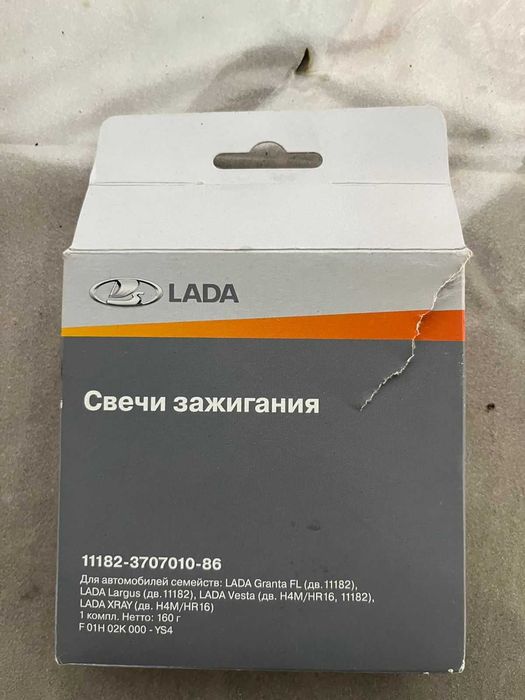 LADA
Свечи зажигания
11182-3707010-86
Для автомобилей семейств: LADA Granta FL (дв. 11182),
LADA Largus (дв. 11182), LADA Vesta (дв. H4M/HR16, 11182),
LADA XRAY (дв. H4M/HR16)
1 компл. Нетто: 160 г
F 01H 02K 000 - YS4